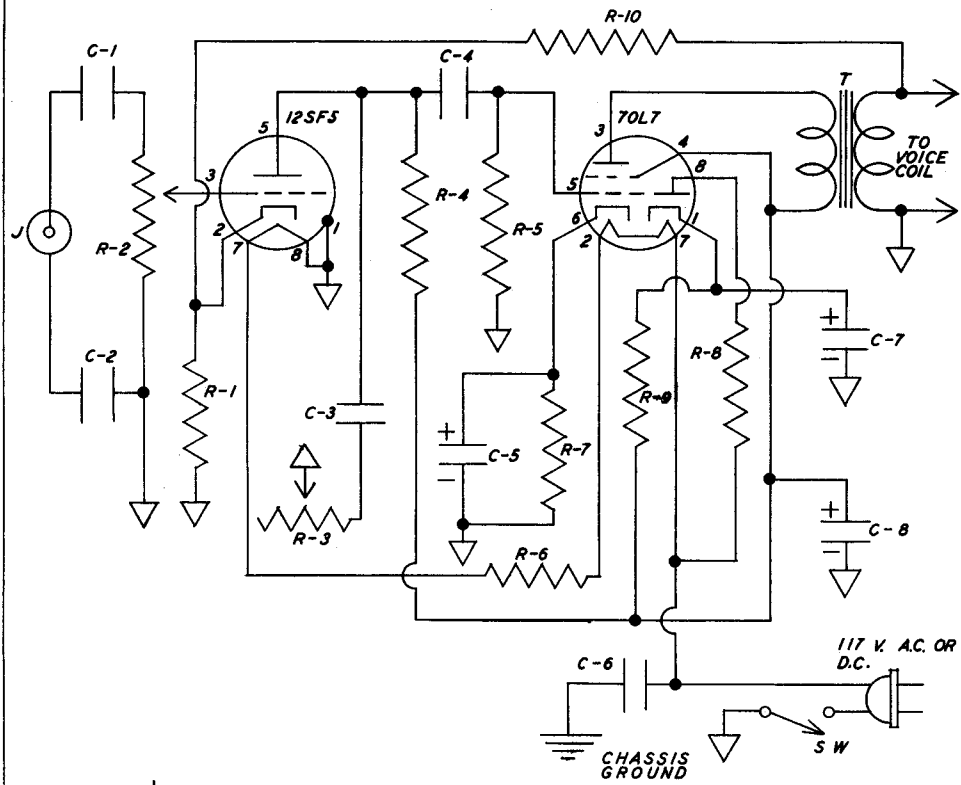 R-10
C-1
C-4
T
12SF5
70L7
5
3
4
8
TO
VOICE
COIL
3
5
R-4
J
R-2
2
7
8
1
R-5
6
2
1
7
C-2
R-1
C-3
+
C-7
−
R-8
R-9
+
C-5
−
R-7
R-3
+
C-8
−
R-6
117 V. A.C. OR
D.C.
C-6
SW
CHASSIS
GROUND